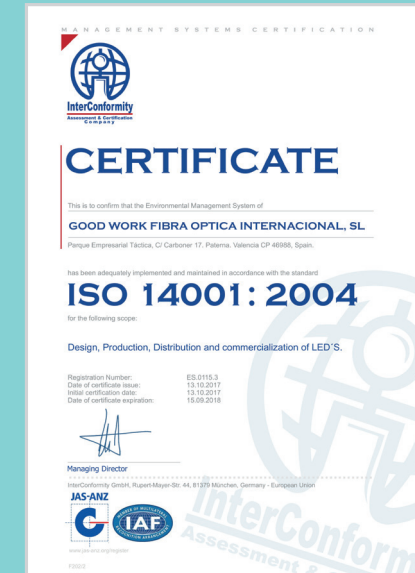 MANAGEMENT SYSTEMS CERTIFICATION
InterConformity
Assessment & Certification
Company
CERTIFICATE
This is to confirm that the Environmental Management System of
GOOD WORK FIBRA OPTICA INTERNACIONAL, SL
Parque Empresarial Táctica, C/ Carboner 17. Paterna. Valencia CP 46988, Spain.
has been adequately implemented and maintained in accordance with the standard
ISO 14001: 2004
for the following scope:
Design, Production, Distribution and commercialization of LED´S.
Registration Number: ES.0115.3
Date of certificate issue: 13.10.2017
Initial certification date: 13.10.2017
Date of certificate expiration: 15.09.2018
Managing Director
InterConformity GmbH, Rupert-Mayer-Str. 44, 81379 München, Germany - European Union
JAS-ANZ
MEMBER OF MULTILATERAL
IAF
RECOGNITION ARRANGEMENT
www.jas-anz.org/register
InterConform
Assessment &